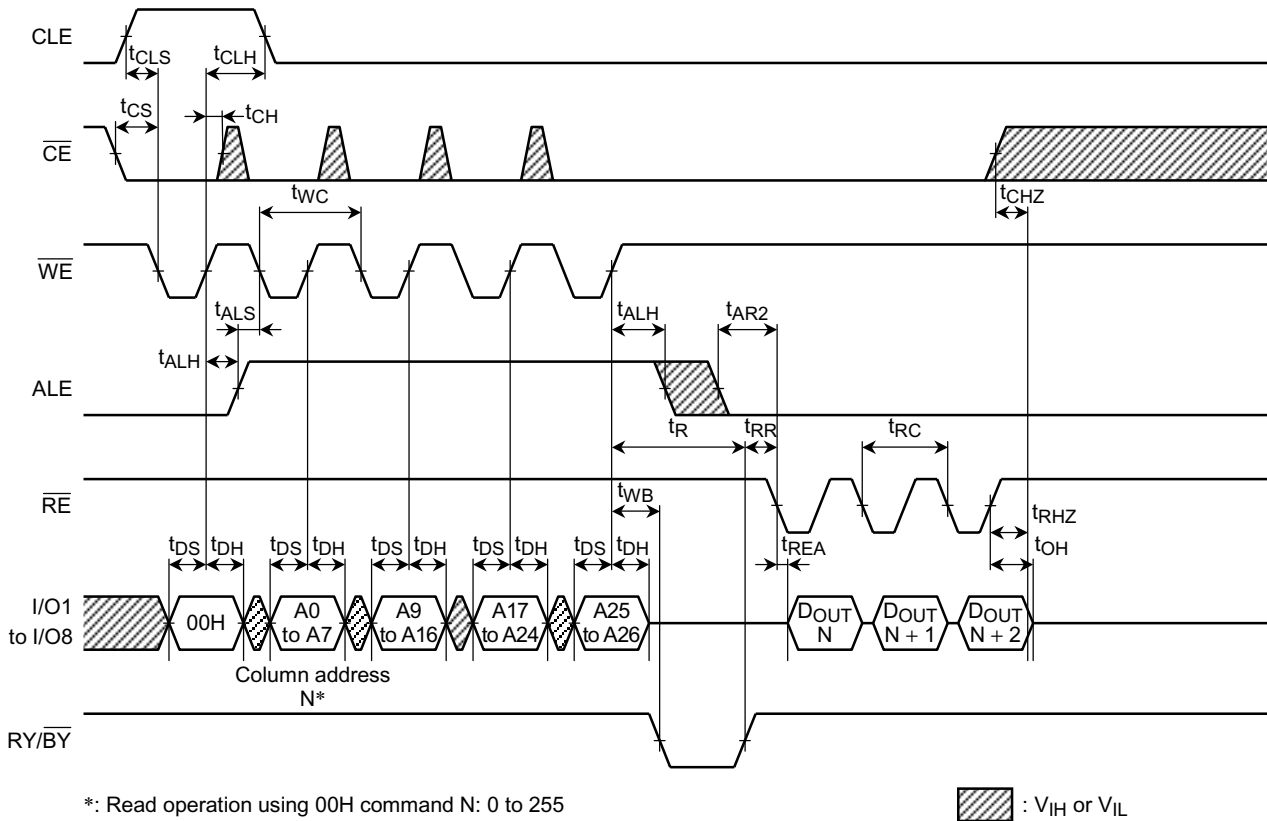 CLE
tCLS
tCLH
tCS
tCH
CE
tWC
tCHZ
WE
tALS
tALH
tAR2
tALH
ALE
tR
tRR
tRC
RE
tWB
tRHZ
tREA
tOH
tDS tDH tDS tDH tDS tDH tDS tDH tDS tDH
I/O1
to I/O8
00H
A0
to A7
A9
to A16
A17
to A24
A25
to A26
DOUT
N
DOUT
N + 1
DOUT
N + 2
Column address
N*
RY/BY
*: Read operation using 00H command N: 0 to 255
: VIH or VIL